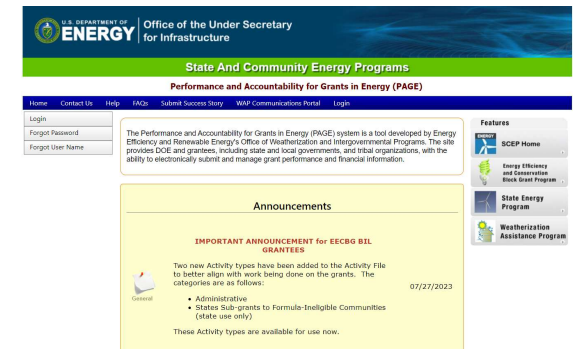 U.S. DEPARTMENT OF
ENERGY
Office of the Under Secretary
for Infrastructure
State And Community Energy Programs
Performance and Accountability for Grants in Energy (PAGE)
Home Contact Us Help FAQs Submit Success Story WAP Communications Portal Login
Login
Forgot Password
Forgot User Name
The Performance and Accountability for Grants in Energy (PAGE) system is a tool developed by Energy
Efficiency and Renewable Energy's Office of Weatherization and Intergovernmental Programs. The site
provides DOE and grantees, including state and local governments, and tribal organizations, with the
ability to electronically submit and manage grant performance and financial information.
Announcements
IMPORTANT ANNOUNCEMENT for EECBG BIL
GRANTEES
Two new Activity types have been added to the Activity File
to better align with work being done on the grants. The
categories are as follows:
• Administrative
• States Sub-grants to Formula-Ineligible Communities
(state use only)
These Activity types are available for use now.
General
07/27/2023
Features
ENERGY
SCEP Home
Energy Efficiency
and Conservation
Block Grant Program
State Energy
Program
Weatherization
Assistance Program